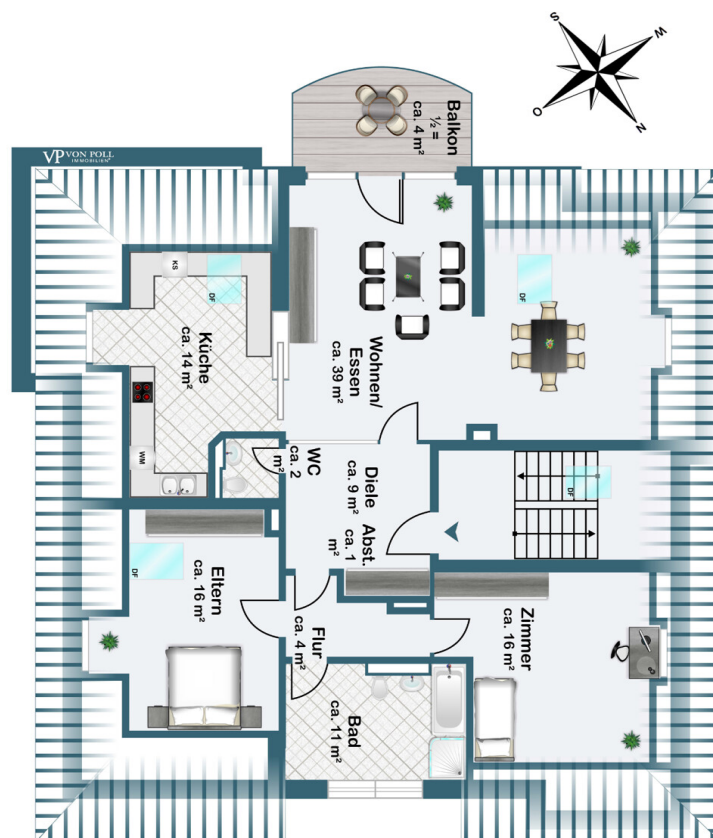 S
W
O
N
VP VON POLL
IMMOBILIEN
Balkon
½ =
ca. 4 m²
KS
DF
DF
Küche
ca. 14 m²
Wohnen/
Essen
ca. 39 m²
WM
WC
ca. 2
m²
Diele
ca. 9 m²
DF
Abst.
ca. 1
m²
DF
Eltern
ca. 16 m²
Flur
ca. 4 m²
Zimmer
ca. 16 m²
Bad
ca. 11 m²